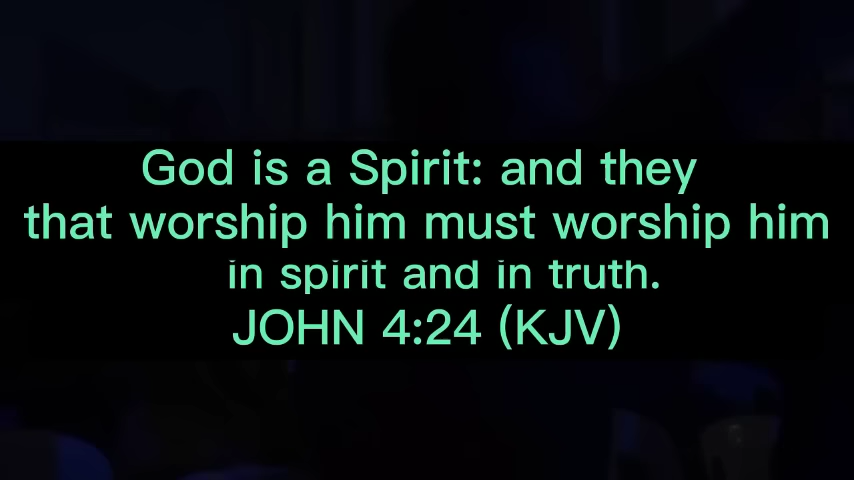 God is a Spirit: and they
that worship him must worship him
in spirit and in truth.
JOHN 4:24 (KJV)